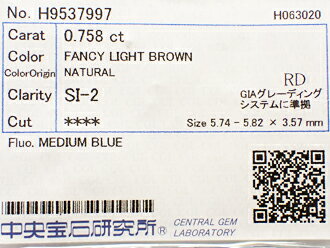 No. H9537997 H063020
Carat 0.758 ct
Color FANCY LIGHT BROWN
ColorOrigin NATURAL
Clarity SI-2 RD
GIAグレーディング
システムに準拠
Cut **** Size 5.74 - 5.82 × 3.57 mm
Fluo. MEDIUM BLUE
中央宝石研究所® CENTRAL GEM
LABORATORY